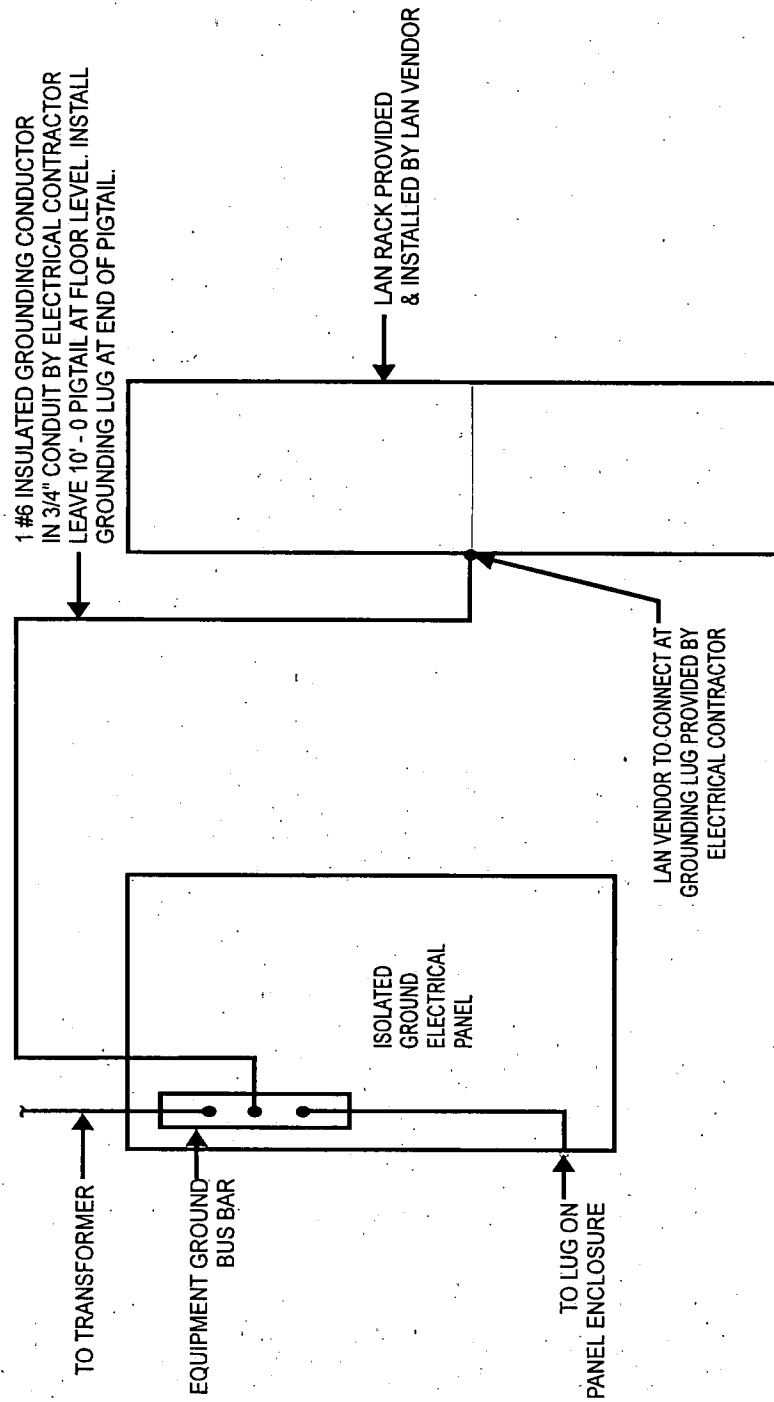 1 #6 INSULATED GROUNDING CONDUCTOR
IN 3/4" CONDUIT BY ELECTRICAL CONTRACTOR
LEAVE 10' - 0 PIGTAIL AT FLOOR LEVEL. INSTALL
GROUNDING LUG AT END OF PIGTAIL.
TO TRANSFORMER
EQUIPMENT GROUND
BUS BAR
ISOLATED
GROUND
ELECTRICAL
PANEL
LAN RACK PROVIDED
& INSTALLED BY LAN VENDOR
TO LUG ON
PANEL ENCLOSURE
LAN VENDOR TO CONNECT AT
GROUNDING LUG PROVIDED BY
ELECTRICAL CONTRACTOR